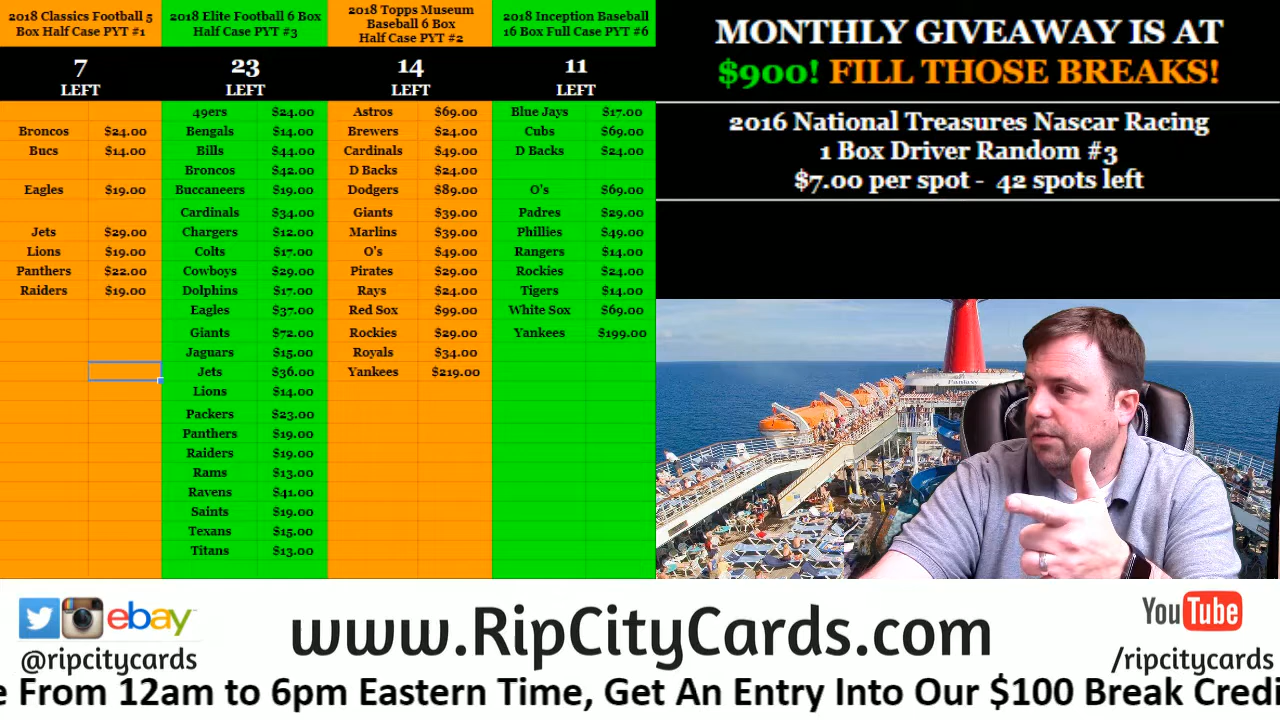 2018 Classics Football 5
Box Half Case PYT #1
7
LEFT
Broncos $24.00
Bucs $14.00
Eagles $19.00
Jets $29.00
Lions $19.00
Panthers $22.00
Raiders $19.00
2018 Elite Football 6 Box
Half Case PYT #3
23
LEFT
49ers $24.00
Bengals $14.00
Bills $44.00
Broncos $42.00
Buccaneers $19.00
Cardinals $34.00
Chargers $12.00
Colts $17.00
Cowboys $29.00
Dolphins $17.00
Eagles $37.00
Giants $72.00
Jaguars $15.00
Jets $36.00
Lions $14.00
Packers $23.00
Panthers $19.00
Raiders $19.00
Rams $13.00
Ravens $41.00
Saints $19.00
Texans $15.00
Titans $13.00
2018 Topps Museum
Baseball 6 Box
Half Case PYT #2
14
LEFT
Astros $69.00
Brewers $24.00
Cardinals $49.00
D Backs $24.00
Dodgers $89.00
Giants $39.00
Marlins $39.00
O's $49.00
Pirates $29.00
Rays $24.00
Red Sox $99.00
Rockies $29.00
Royals $34.00
Yankees $219.00
2018 Inception Baseball
16 Box Full Case PYT #6
11
LEFT
Blue Jays $17.00
Cubs $69.00
D Backs $24.00
O's $69.00
Padres $29.00
Phillies $49.00
Rangers $14.00
Rockies $24.00
Tigers $14.00
White Sox $69.00
Yankees $199.00
MONTHLY GIVEAWAY IS AT
$900! FILL THOSE BREAKS!
2016 National Treasures Nascar Racing
1 Box Driver Random #3
$7.00 per spot - 42 spots left
Fantasy
ebay
@ripcitycards
www.RipCityCards.com
YouTube
/ripcitycards
e From 12am to 6pm Eastern Time, Get An Entry Into Our $100 Break Credi